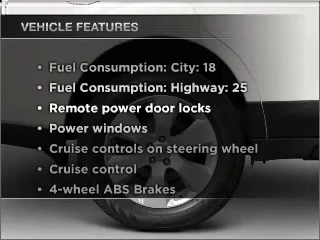 VEHICLE FEATURES
• Fuel Consumption: City: 18
• Fuel Consumption: Highway: 25
• Remote power door locks
• Power windows
• Cruise controls on steering wheel
• Cruise control
• 4-wheel ABS Brakes